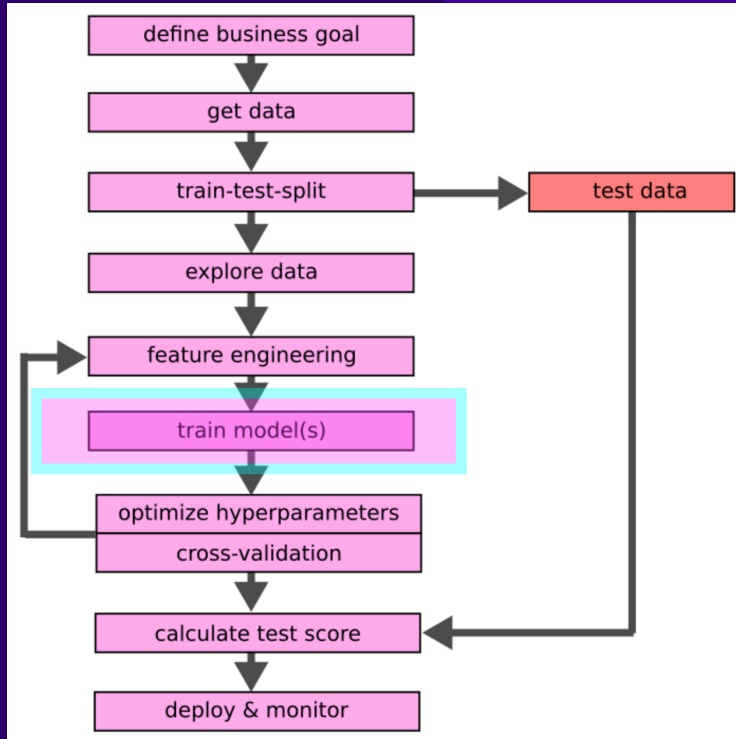 define business goal
get data
train-test-split
test data
explore data
feature engineering
train model(s)
optimize hyperparameters
cross-validation
calculate test score
deploy & monitor